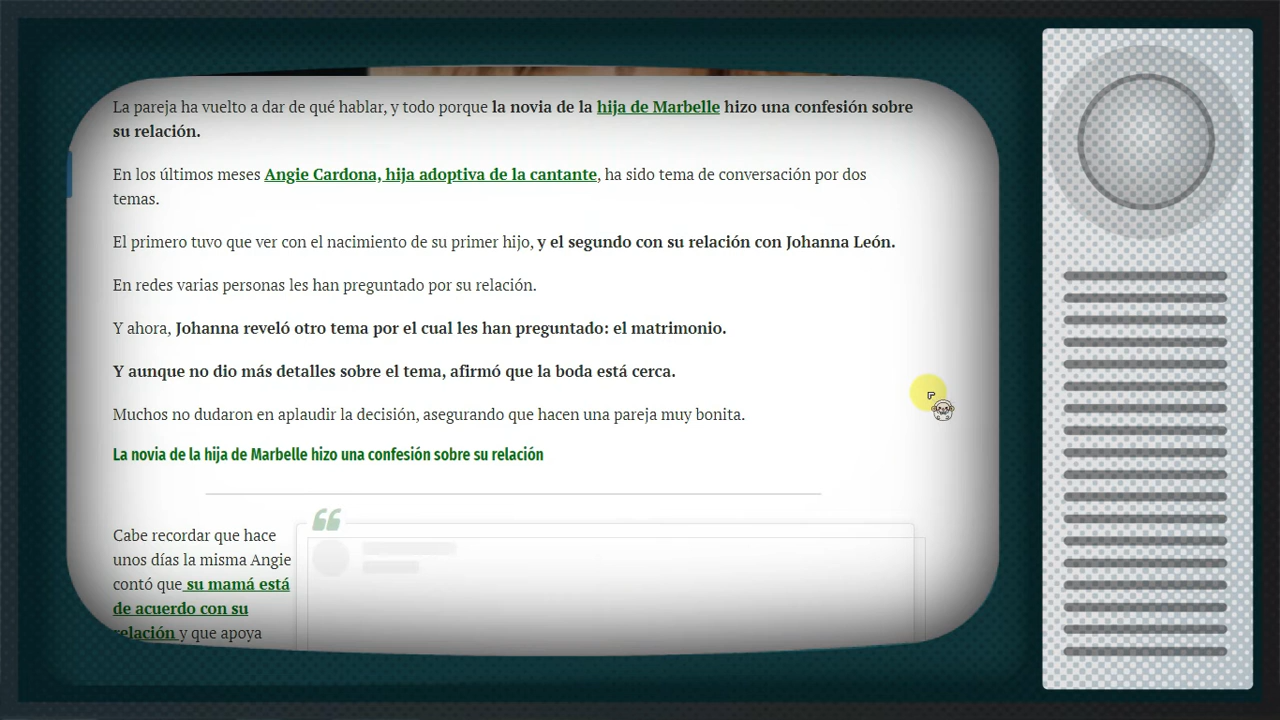 La pareja ha vuelto a dar de qué hablar, y todo porque la novia de la hija de Marbelle hizo una confesión sobre
su relación.
En los últimos meses Angie Cardona, hija adoptiva de la cantante, ha sido tema de conversación por dos
temas.
El primero tuvo que ver con el nacimiento de su primer hijo, y el segundo con su relación con Johanna León.
En redes varias personas les han preguntado por su relación.
Y ahora, Johanna reveló otro tema por el cual les han preguntado: el matrimonio.
Y aunque no dio más detalles sobre el tema, afirmó que la boda está cerca.
Muchos no dudaron en aplaudir la decisión, asegurando que hacen una pareja muy bonita.
La novia de la hija de Marbelle hizo una confesión sobre su relación
Cabe recordar que hace
unos días la misma Angie
contó que su mamá está
de acuerdo con su
relación y que apoya